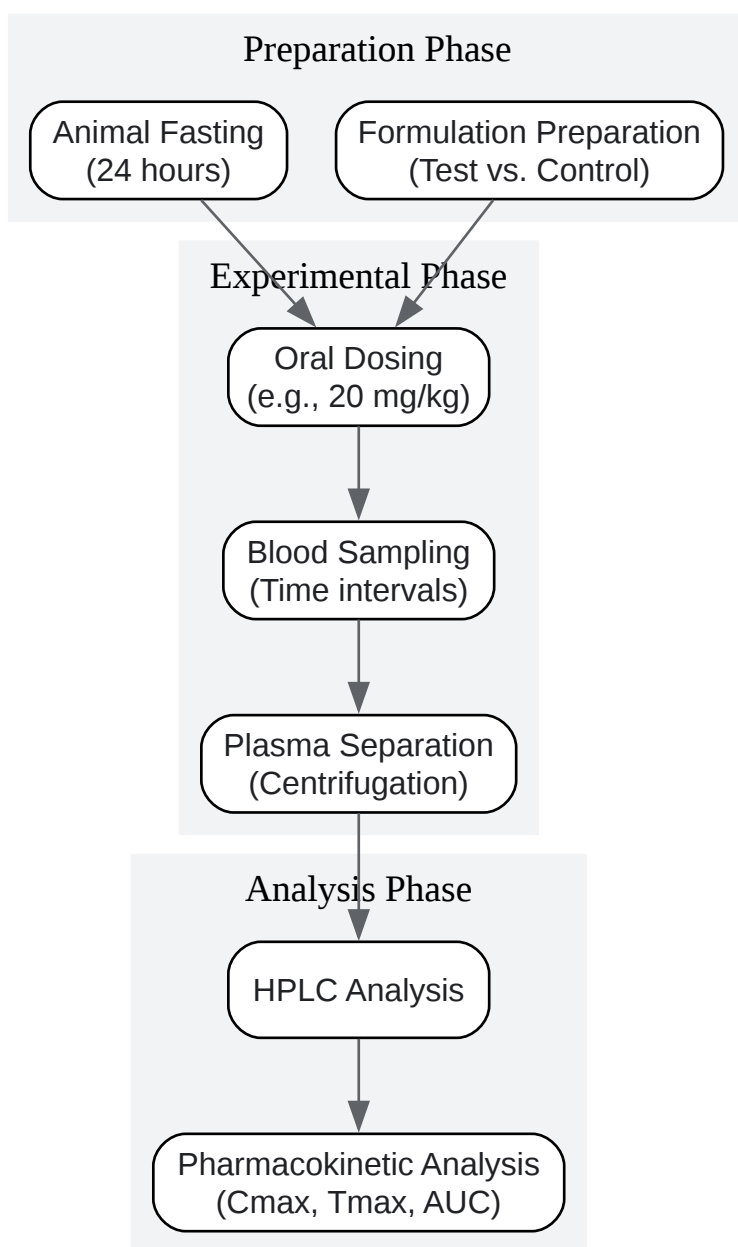 Preparation Phase
Animal Fasting
(24 hours)
Formulation Preparation
(Test vs. Control)
Experimental Phase
Oral Dosing
(e.g., 20 mg/kg)
Blood Sampling
(Time intervals)
Plasma Separation
(Centrifugation)
Analysis Phase
HPLC Analysis
Pharmacokinetic Analysis
(Cmax, Tmax, AUC)